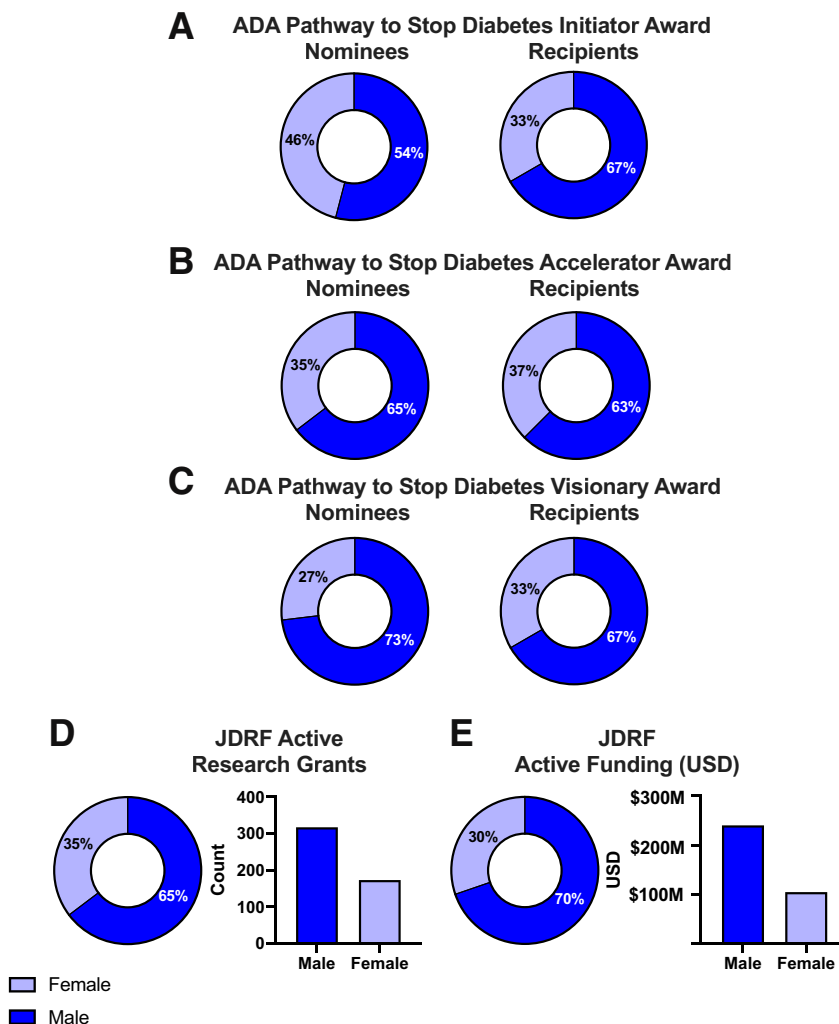 A
ADA Pathway to Stop Diabetes Initiator Award
Nominees
Recipients
46%
54%
33%
67%
B
ADA Pathway to Stop Diabetes Accelerator Award
Nominees
Recipients
35%
65%
37%
63%
C
ADA Pathway to Stop Diabetes Visionary Award
Nominees
Recipients
27%
73%
33%
67%
D
JDRF Active
Research Grants
35%
65%
Count
400
300
200
100
0
Male
Female
E
JDRF
Active Funding (USD)
30%
70%
USD
$300M
$200M
$100M
Male
Female
Female
Male